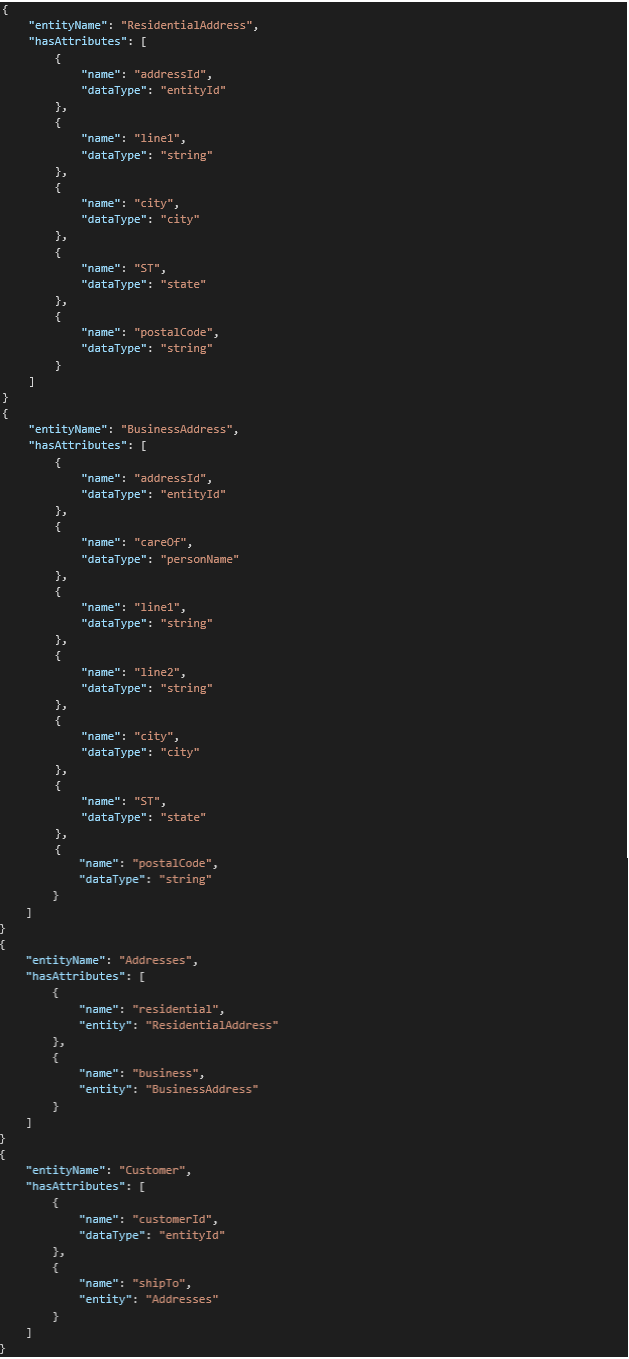 {
    "entityName": "ResidentialAddress",
    "hasAttributes": [
        {
            "name": "addressId",
            "dataType": "entityId"
        },
        {
            "name": "line1",
            "dataType": "string"
        },
        {
            "name": "city",
            "dataType": "city"
        },
        {
            "name": "ST",
            "dataType": "state"
        },
        {
            "name": "postalCode",
            "dataType": "string"
        }
    ]
}
{
    "entityName": "BusinessAddress",
    "hasAttributes": [
        {
            "name": "addressId",
            "dataType": "entityId"
        },
        {
            "name": "careOf",
            "dataType": "personName"
        },
        {
            "name": "line1",
            "dataType": "string"
        },
        {
            "name": "line2",
            "dataType": "string"
        },
        {
            "name": "city",
            "dataType": "city"
        },
        {
            "name": "ST",
            "dataType": "state"
        },
        {
            "name": "postalCode",
            "dataType": "string"
        }
    ]
}
{
    "entityName": "Addresses",
    "hasAttributes": [
        {
            "name": "residential",
            "entity": "ResidentialAddress"
        },
        {
            "name": "business",
            "entity": "BusinessAddress"
        }
    ]
}
{
    "entityName": "Customer",
    "hasAttributes": [
        {
            "name": "customerId",
            "dataType": "entityId"
        },
        {
            "name": "shipTo",
            "entity": "Addresses"
        }
    ]
}